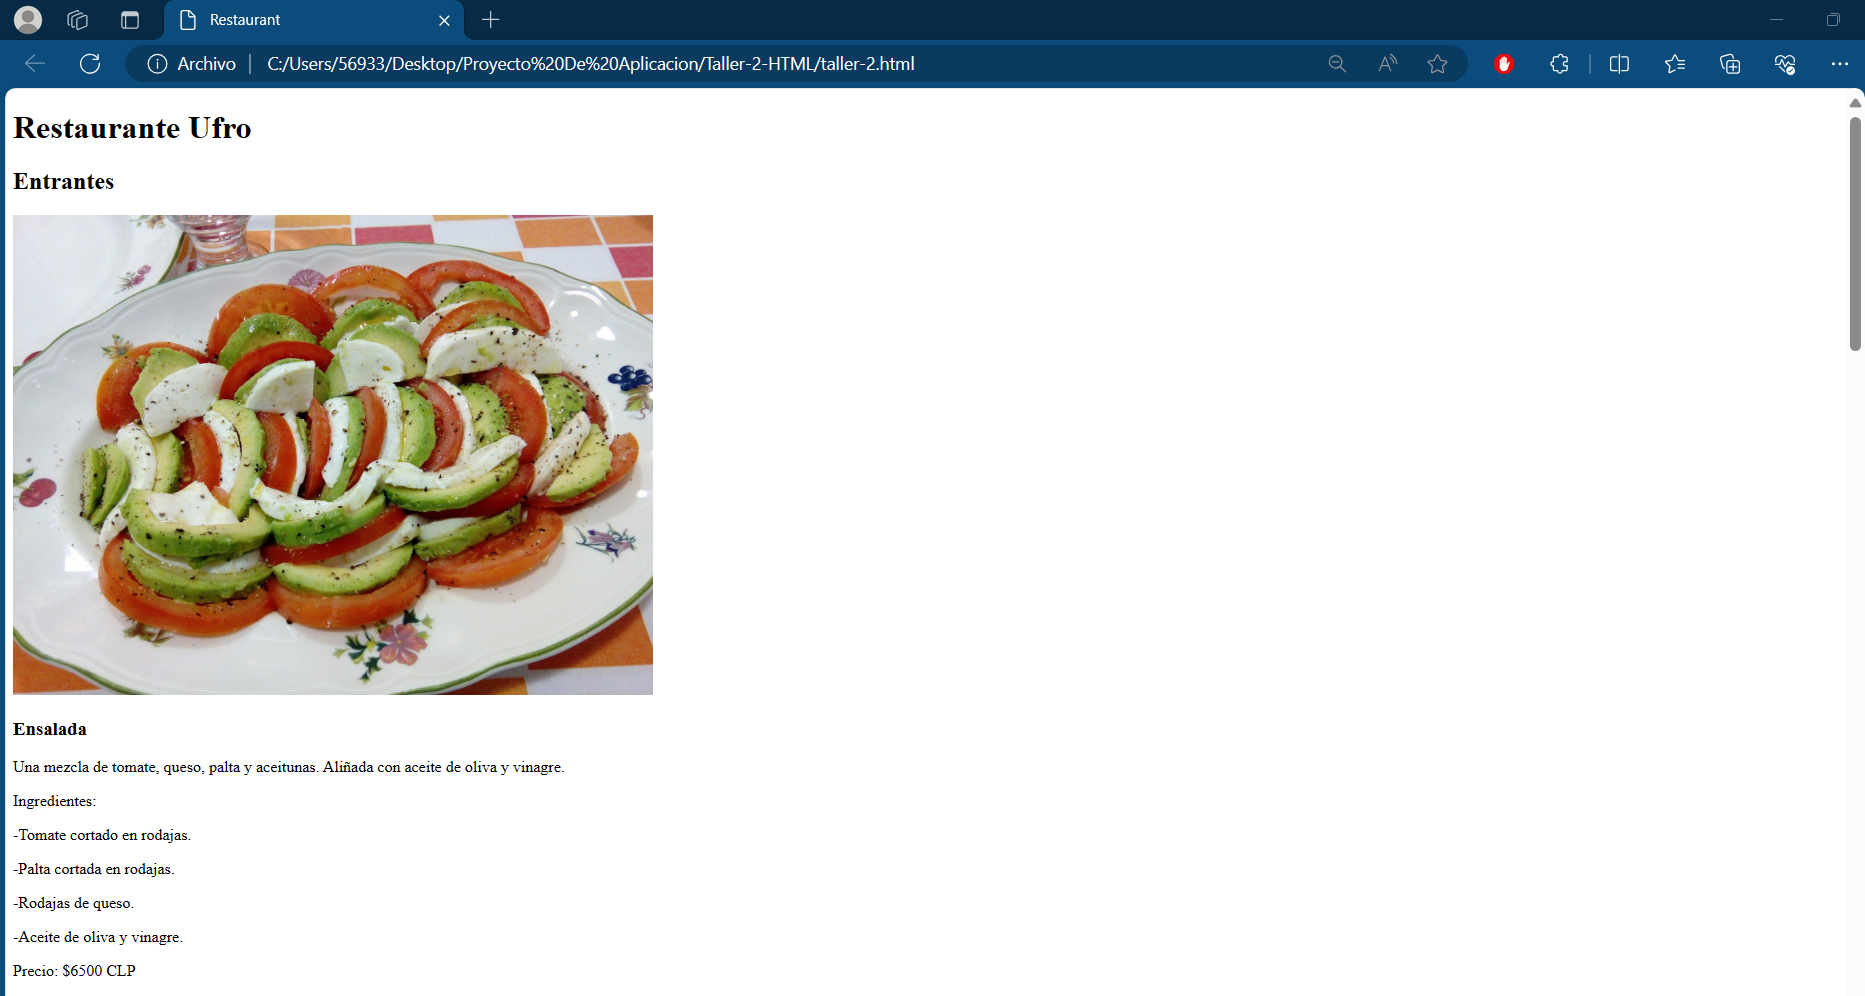 Restaurant
Archivo
C:/Users/56933/Desktop/Proyecto%20De%20Aplicacion/Taller-2-HTML/taller-2.html
Restaurante Ufro
Entrantes
Ensalada
Una mezcla de tomate, queso, palta y aceitunas. Aliñada con aceite de oliva y vinagre.
Ingredientes:
-Tomate cortado en rodajas.
-Palta cortada en rodajas.
-Rodajas de queso.
-Aceite de oliva y vinagre.
Precio: $6500 CLP